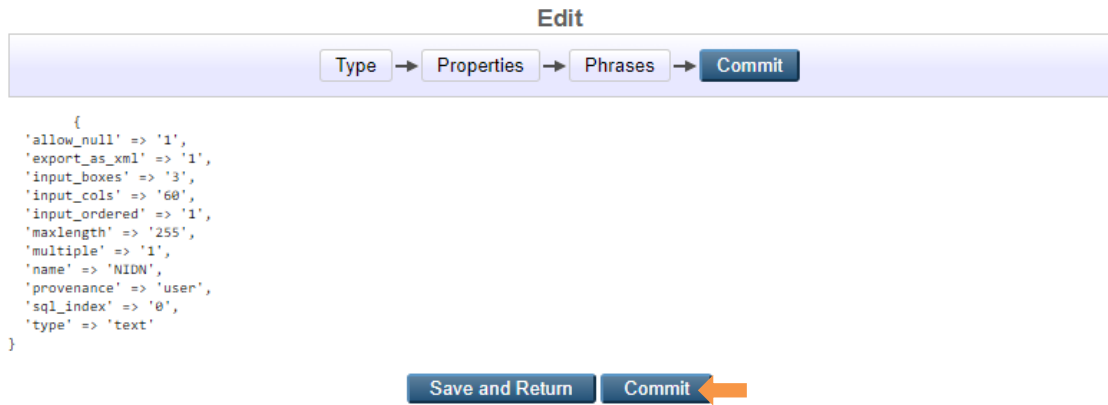 Edit
Type Properties Phrases Commit
{
'allow_null' => '1',
'export_as_xml' => '1',
'input_boxes' => '3',
'input_cols' => '60',
'input_ordered' => '1',
'maxlength' => '255',
'multiple' => '1',
'name' => 'NIDN',
'provenance' => 'user',
'sql_index' => '0',
'type' => 'text'
}
Save and Return Commit